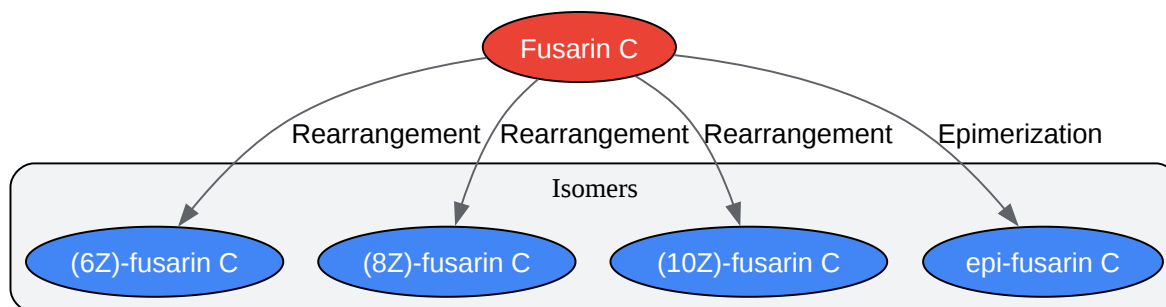 Fusarin C
Rearrangement Rearrangement Rearrangement Epimerization
Isomers
(6Z)-fusarin C (8Z)-fusarin C (10Z)-fusarin C epi-fusarin C